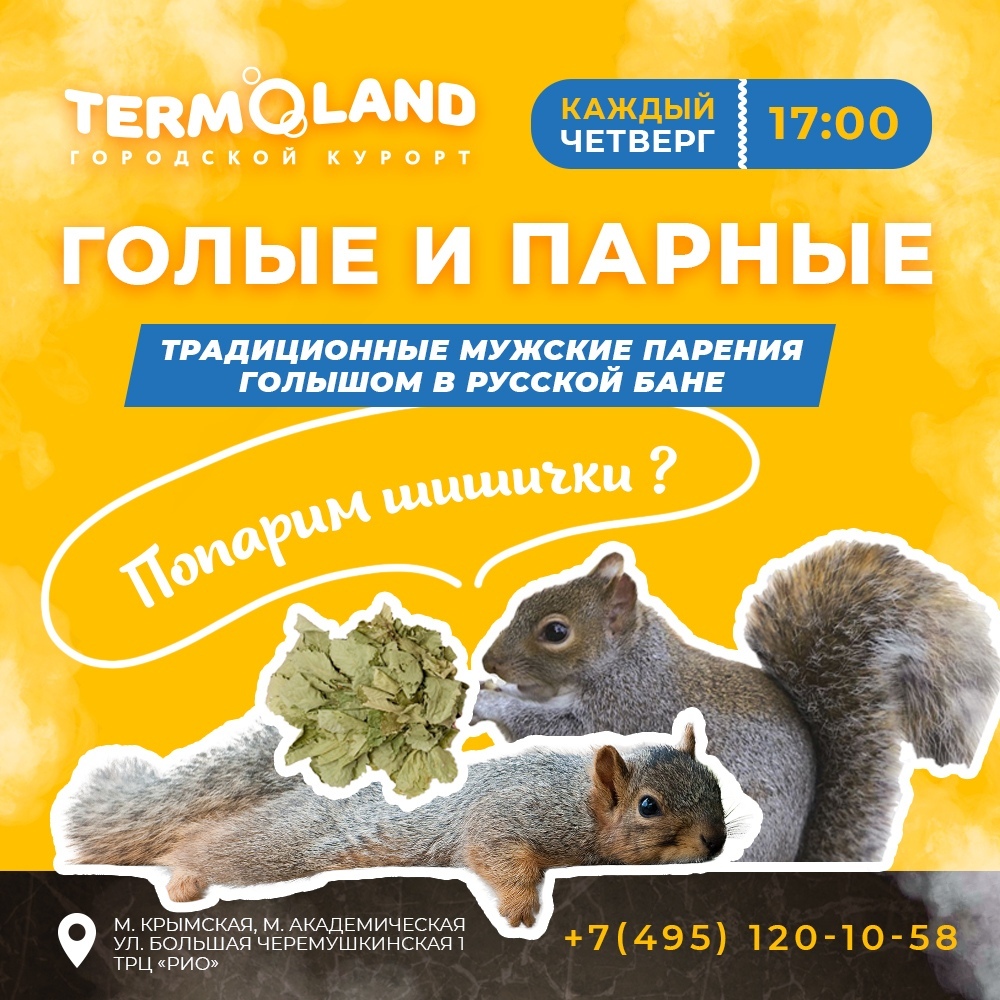 TERMOLAND
ГОРОДСКОЙ КУРОРТ
КАЖДЫЙ
ЧЕТВЕРГ
17:00
ГОЛЫЕ И ПАРНЫЕ
ТРАДИЦИОННЫЕ МУЖСКИЕ ПАРЕНИЯ
ГОЛЫШОМ В РУССКОЙ БАНЕ
Попарим шишички ?
М. КРЫМСКАЯ, М. АКАДЕМИЧЕСКАЯ
УЛ. БОЛЬШАЯ ЧЕРЕМУШКИНСКАЯ 1
ТРЦ «РИО»
+7(495) 120-10-58